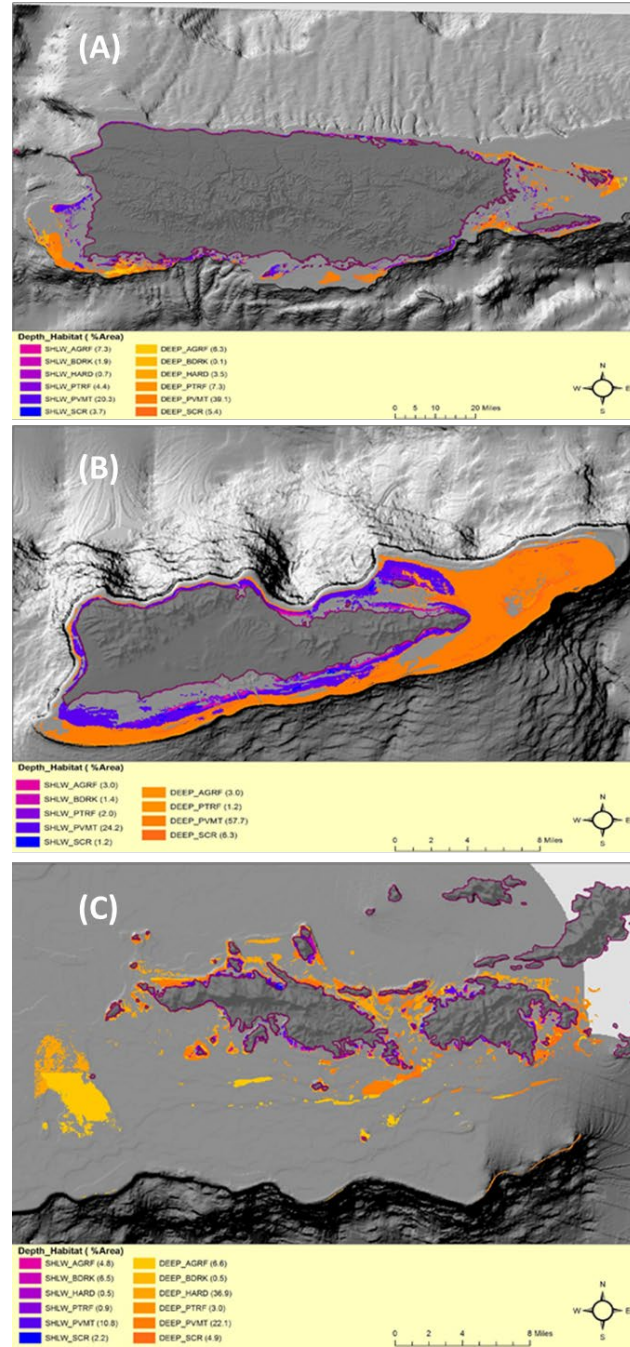 (A)
Depth_Habitat ( %Area)
SHLW_AGRF (7.3)
SHLW_BDRK (1.9)
SHLW_HARD (0.7)
SHLW_PTRF (4.4)
SHLW_PVMT (20.3)
SHLW_SCR (3.7)
DEEP_AGRF (6.3)
DEEP_BDRK (0.1)
DEEP_HARD (3.5)
DEEP_PTRF (7.3)
DEEP_PVMT (38.1)
DEEP_SCR (5.4)
N
W E
S
0 5 10 20 Miles
(B)
Depth_Habitat ( %Area)
SHLW_AGRF (3.0)
SHLW_BDRK (1.4)
SHLW_PTRF (2.0)
SHLW_PVMT (24.2)
SHLW_SCR (1.2)
DEEP_AGRF (3.0)
DEEP_PTRF (1.2)
DEEP_PVMT (57.7)
DEEP_SCR (6.3)
N
W E
S
0 2 4 8 Miles
(C)
Depth_Habitat ( %Area)
SHLW_AGRF (4.8)
SHLW_BDRK (6.5)
SHLW_HARD (0.5)
SHLW_PTRF (0.9)
SHLW_PVMT (10.8)
SHLW_SCR (2.2)
DEEP_AGRF (6.6)
DEEP_BDRK (0.5)
DEEP_HARD (36.9)
DEEP_PTRF (3.0)
DEEP_PVMT (22.1)
DEEP_SCR (4.9)
N
W E
S
0 2 4 8 Miles